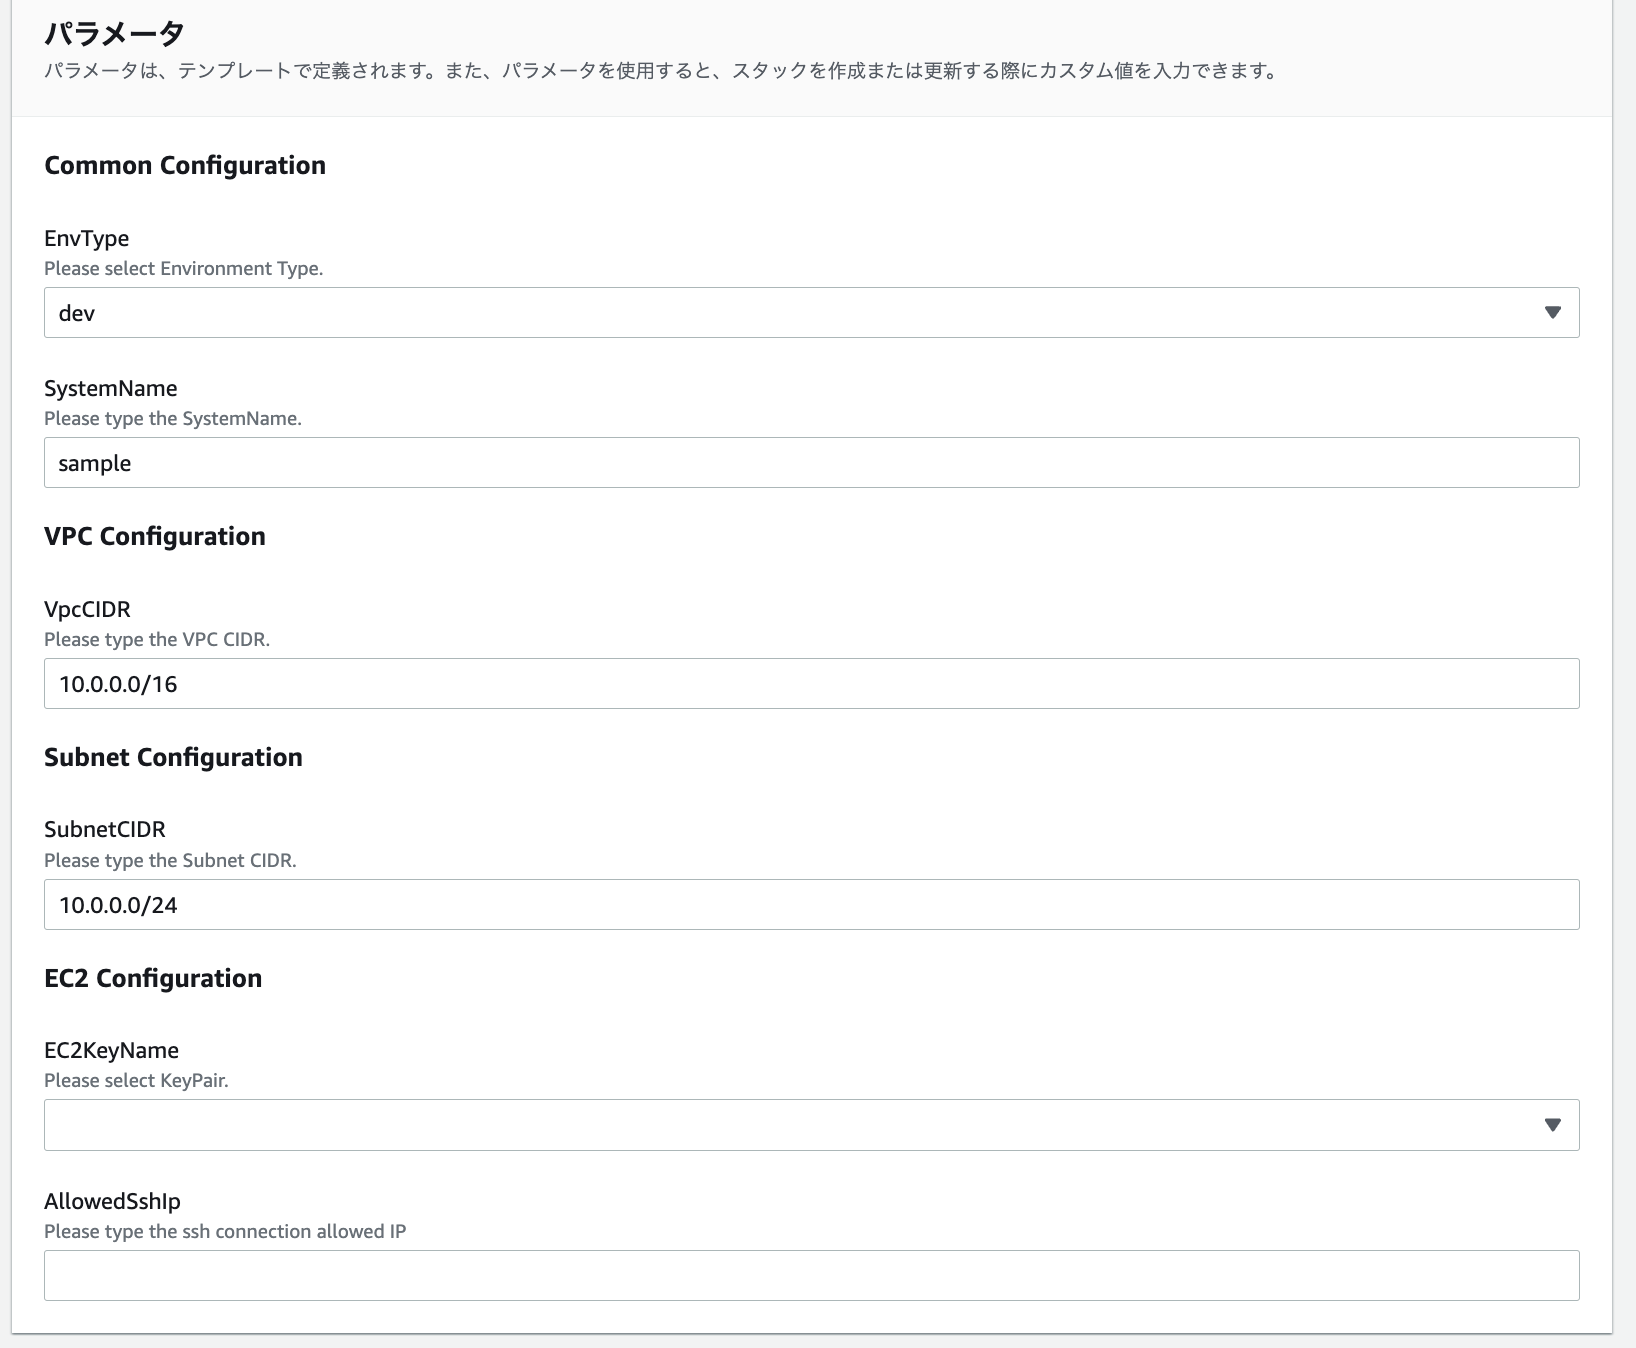 パラメータ
パラメータは、テンプレートで定義されます。また、パラメータを使用すると、スタックを作成または更新する際にカスタム値を入力できます。
Common Configuration
EnvType
Please select Environment Type.
dev
SystemName
Please type the SystemName.
sample
VPC Configuration
VpcCIDR
Please type the VPC CIDR.
10.0.0.0/16
Subnet Configuration
SubnetCIDR
Please type the Subnet CIDR.
10.0.0.0/24
EC2 Configuration
EC2KeyName
Please select KeyPair.
AllowedSshIp
Please type the ssh connection allowed IP